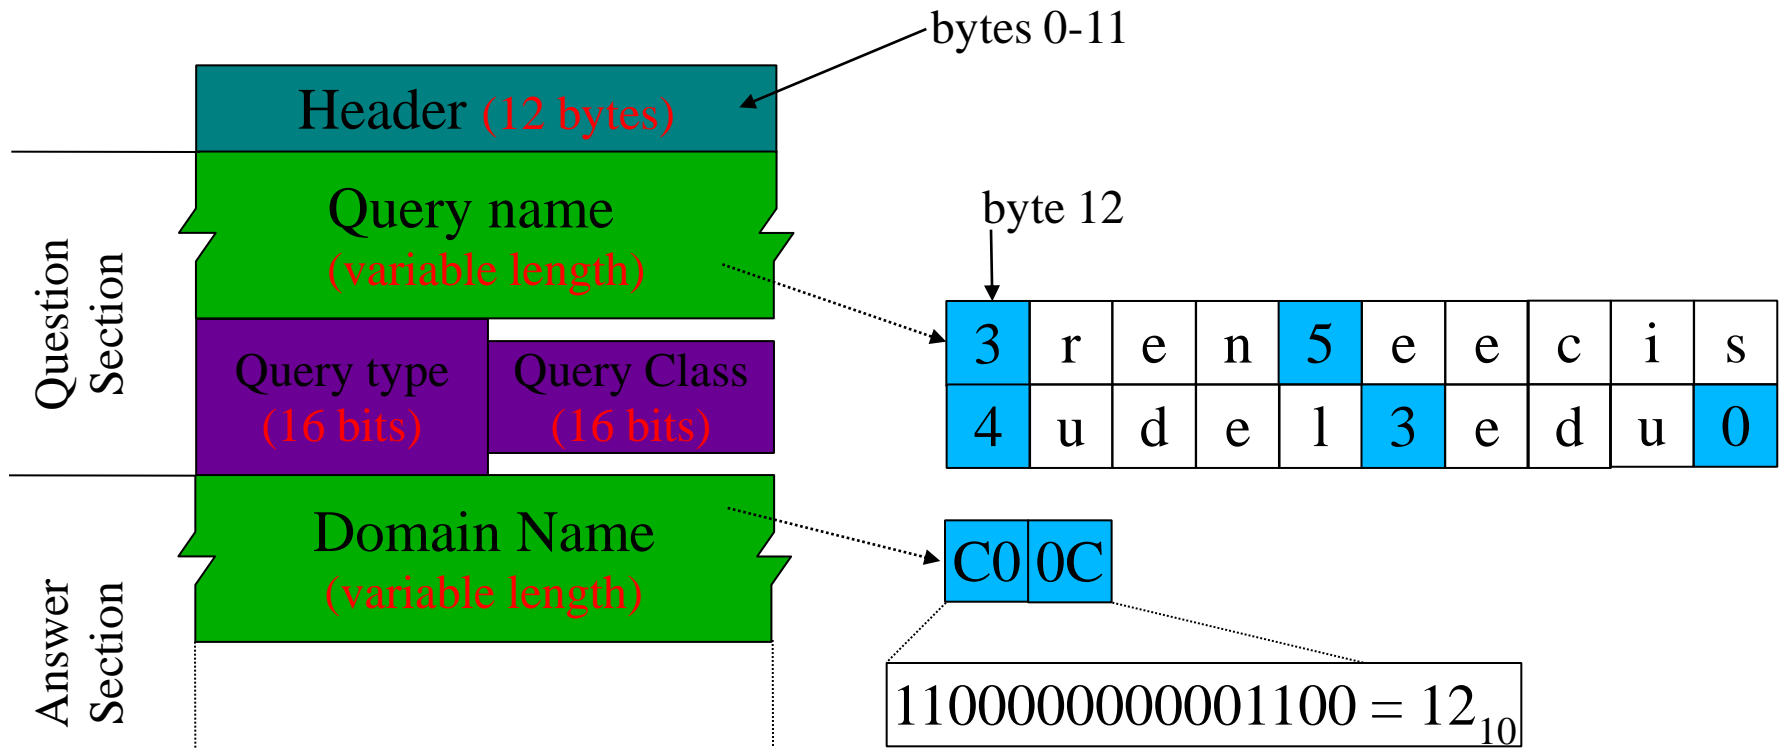 bytes 0-11
Header (12 bytes)
Question
Section
Query name
(variable length)
byte 12
3 r e n 5 e e c i s
4 u d e l 3 e d u 0
Query type
(16 bits)
Query Class
(16 bits)
Answer
Section
Domain Name
(variable length)
C0 0C
1100000000001100 = 12₁₀